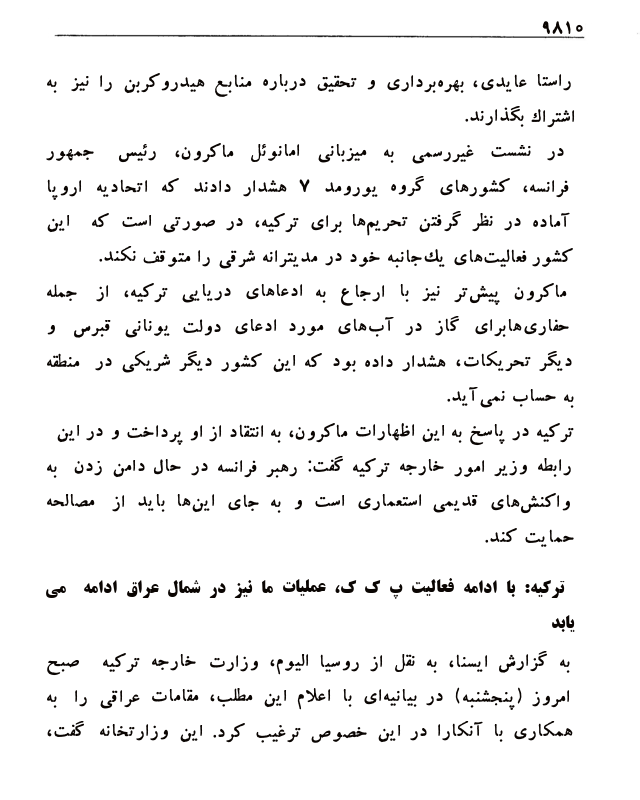 ۹۸۱۰
راستا عایدی، بهره‌برداری و تحقیق درباره منابع هیدروکربن را نیز به
اشتراك بگذارند.
در نشست غیررسمی به میزبانی امانوئل ماکرون، رئیس جمهور
فرانسه، کشورهای گروه یورومد ۷ هشدار دادند که اتحادیه اروپا
آماده در نظر گرفتن تحریم‌ها برای ترکیه، در صورتی است که این
کشور فعالیت‌های یك‌جانبه خود در مدیترانه شرقی را متوقف نکند.
ماکرون پیش‌تر نیز با ارجاع به ادعاهای دریایی ترکیه، از جمله
حفاری‌هابرای گاز در آب‌های مورد ادعای دولت یونانی قبرس و
دیگر تحریکات، هشدار داده بود که این کشور دیگر شریکی در منطقه
به حساب نمی‌آید.
ترکیه در پاسخ به این اظهارات ماکرون، به انتقاد از او پرداخت و در این
رابطه وزیر امور خارجه ترکیه گفت: رهبر فرانسه در حال دامن زدن به
واکنش‌های قدیمی استعماری است و به جای این‌ها باید از مصالحه
حمایت کند.
ترکیه: با ادامه فعالیت پ ک ک، عملیات ما نیز در شمال عراق ادامه می
یابد
به گزارش ایسنا، به نقل از روسیا الیوم، وزارت خارجه ترکیه صبح
امروز (پنجشنبه) در بیانیه‌ای با اعلام این مطلب، مقامات عراقی را به
همکاری با آنکارا در این خصوص ترغیب کرد. این وزارتخانه گفت،